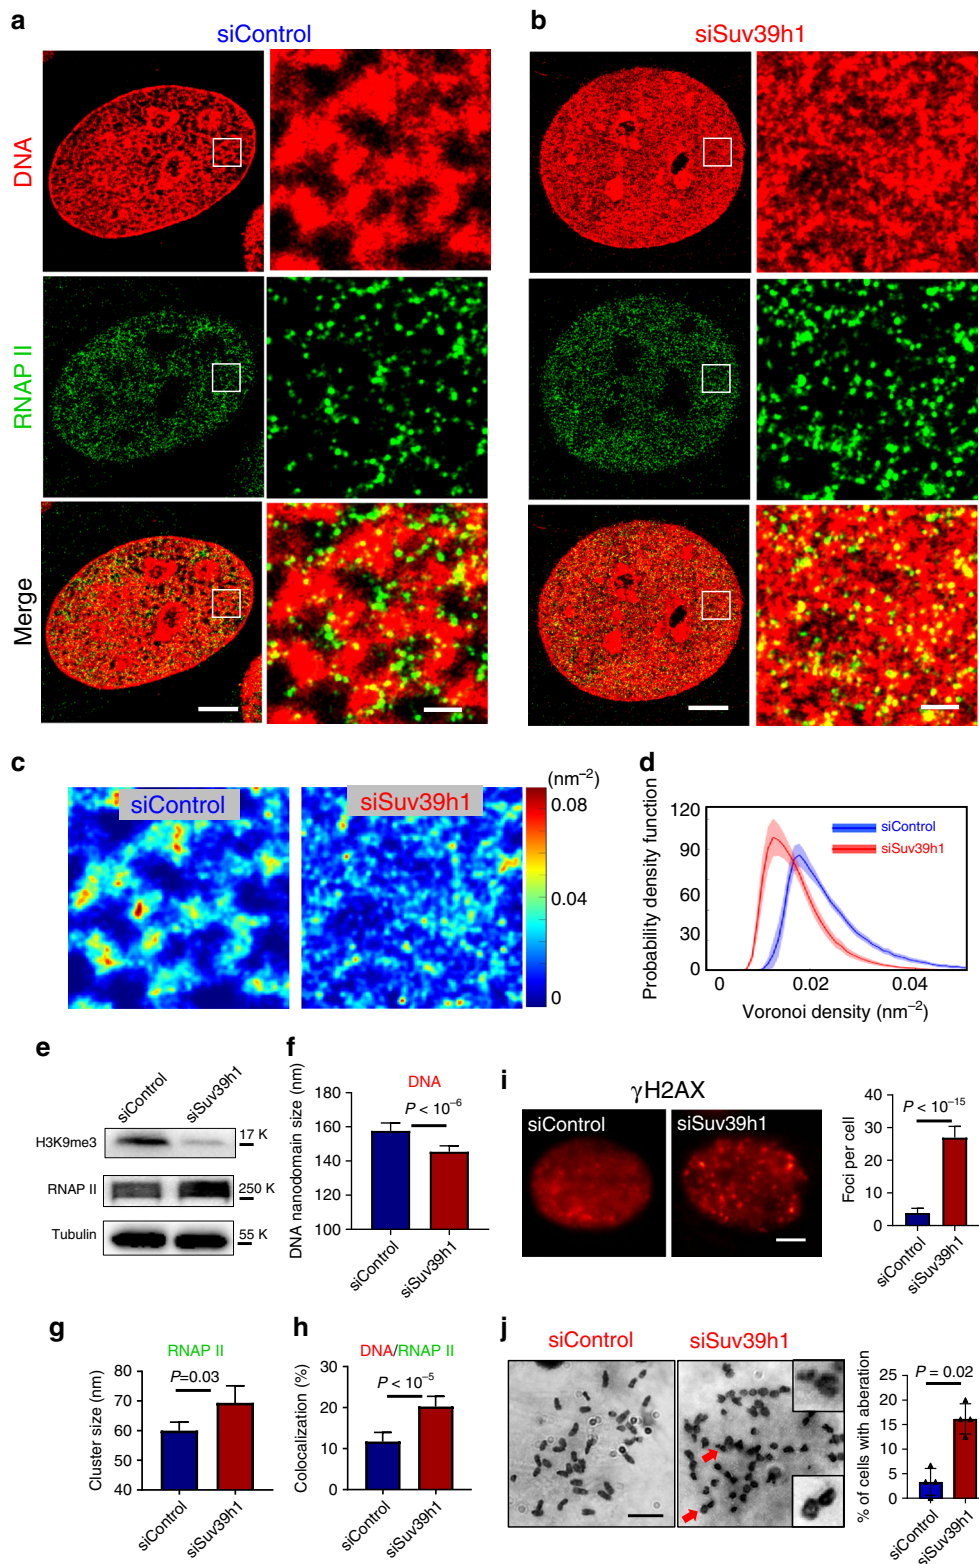 a
siControl
b
siSuv39h1
DNA
RNAP II
Merge
c
siControl
siSuv39h1
(nm⁻²)
0.08
0.04
0
d
Probability density function
120
90
60
30
0
siControl
siSuv39h1
0
0.02
0.04
Voronoi density (nm⁻²)
e
siControl
siSuv39h1
H3K9me3
17 K
RNAP II
250 K
Tubulin
55 K
f
DNA
P < 10⁻⁶
DNA nanodomain size (nm)
180
160
140
120
100
siControl
siSuv39h1
i
γH2AX
siControl
siSuv39h1
P < 10⁻¹⁵
Foci per cell
40
30
20
10
0
siControl
siSuv39h1
g
RNAP II
P=0.03
Cluster size (nm)
80
70
60
50
40
siControl
siSuv39h1
h
DNA/RNAP II
P < 10⁻⁵
Colocalization (%)
30
20
10
0
siControl
siSuv39h1
j
siControl
siSuv39h1
P = 0.02
% of cells with aberation
25
20
15
10
5
0
siControl
siSuv39h1